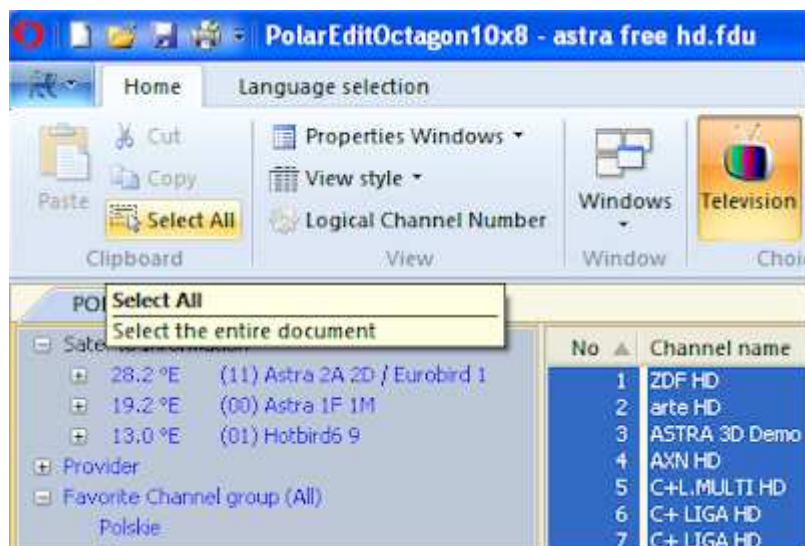 PolarEditOctagon10x8 - astra free hd.fdu
Home Language selection
Cut
Copy
Paste
Select All
Clipboard
Properties Windows
View style
Logical Channel Number
View
Windows
Window
Television
Select All
Select the entire document
28.2 °E (11) Astra 2A 2D / Eurobird 1
19.2 °E (00) Astra 1F 1M
13.0 °E (01) Hotbird6 9
Provider
Favorite Channel group (All)
Polskie
No Channel name
1 ZDF HD
2 arte HD
3 ASTRA 3D Demo
4 AXN HD
5 C+L.MULTI HD
6 C+ LIGA HD
7 C+ LIGA HD